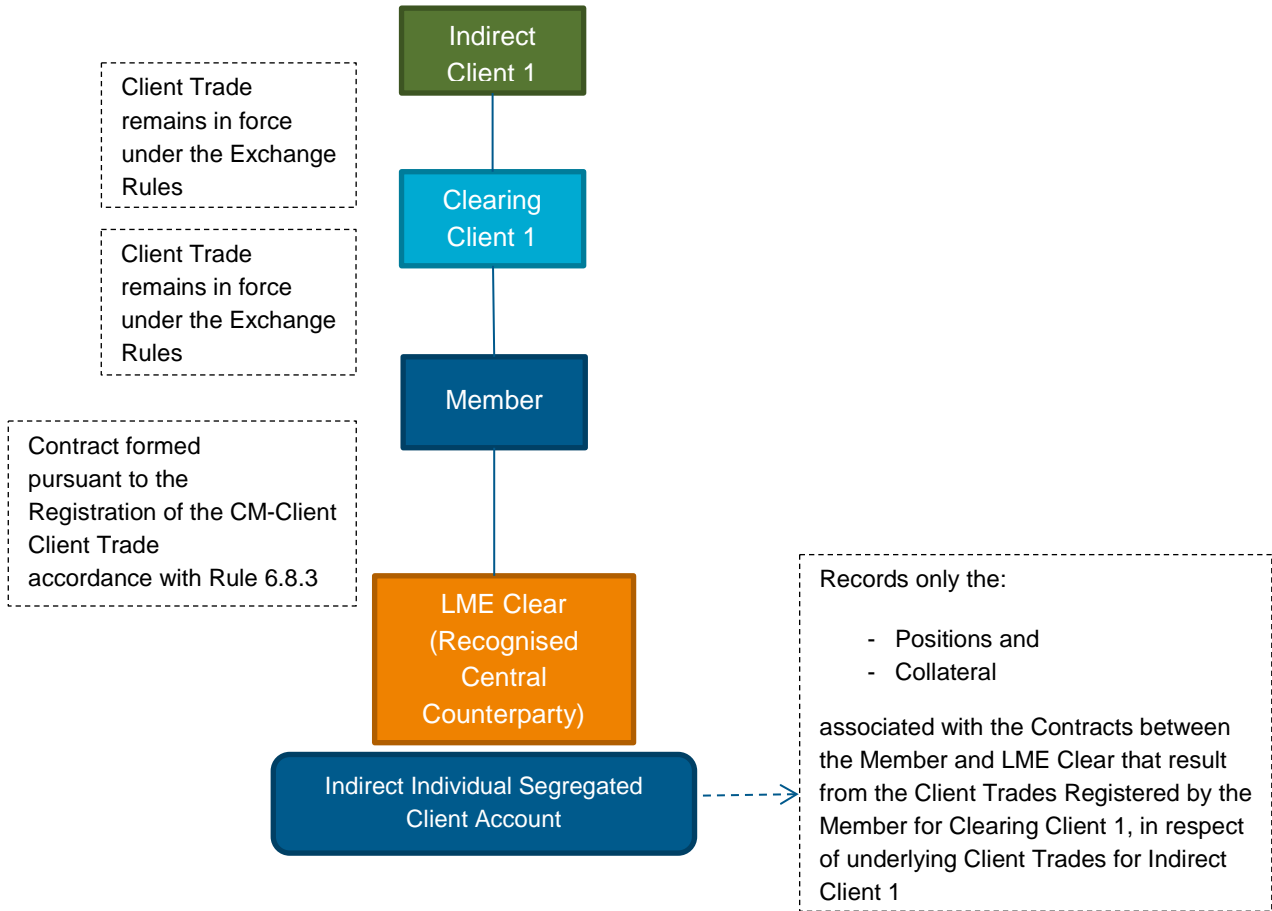 Indirect
Client 1
Client Trade
remains in force
under the Exchange
Rules
Clearing
Client 1
Client Trade
remains in force
under the Exchange
Rules
Member
Contract formed
pursuant to the
Registration of the CM-Client
Client Trade
accordance with Rule 6.8.3
LME Clear
(Recognised
Central
Counterparty)
Indirect Individual Segregated
Client Account
Records only the:
- Positions and
- Collateral
associated with the Contracts between
the Member and LME Clear that result
from the Client Trades Registered by the
Member for Clearing Client 1, in respect
of underlying Client Trades for Indirect
Client 1